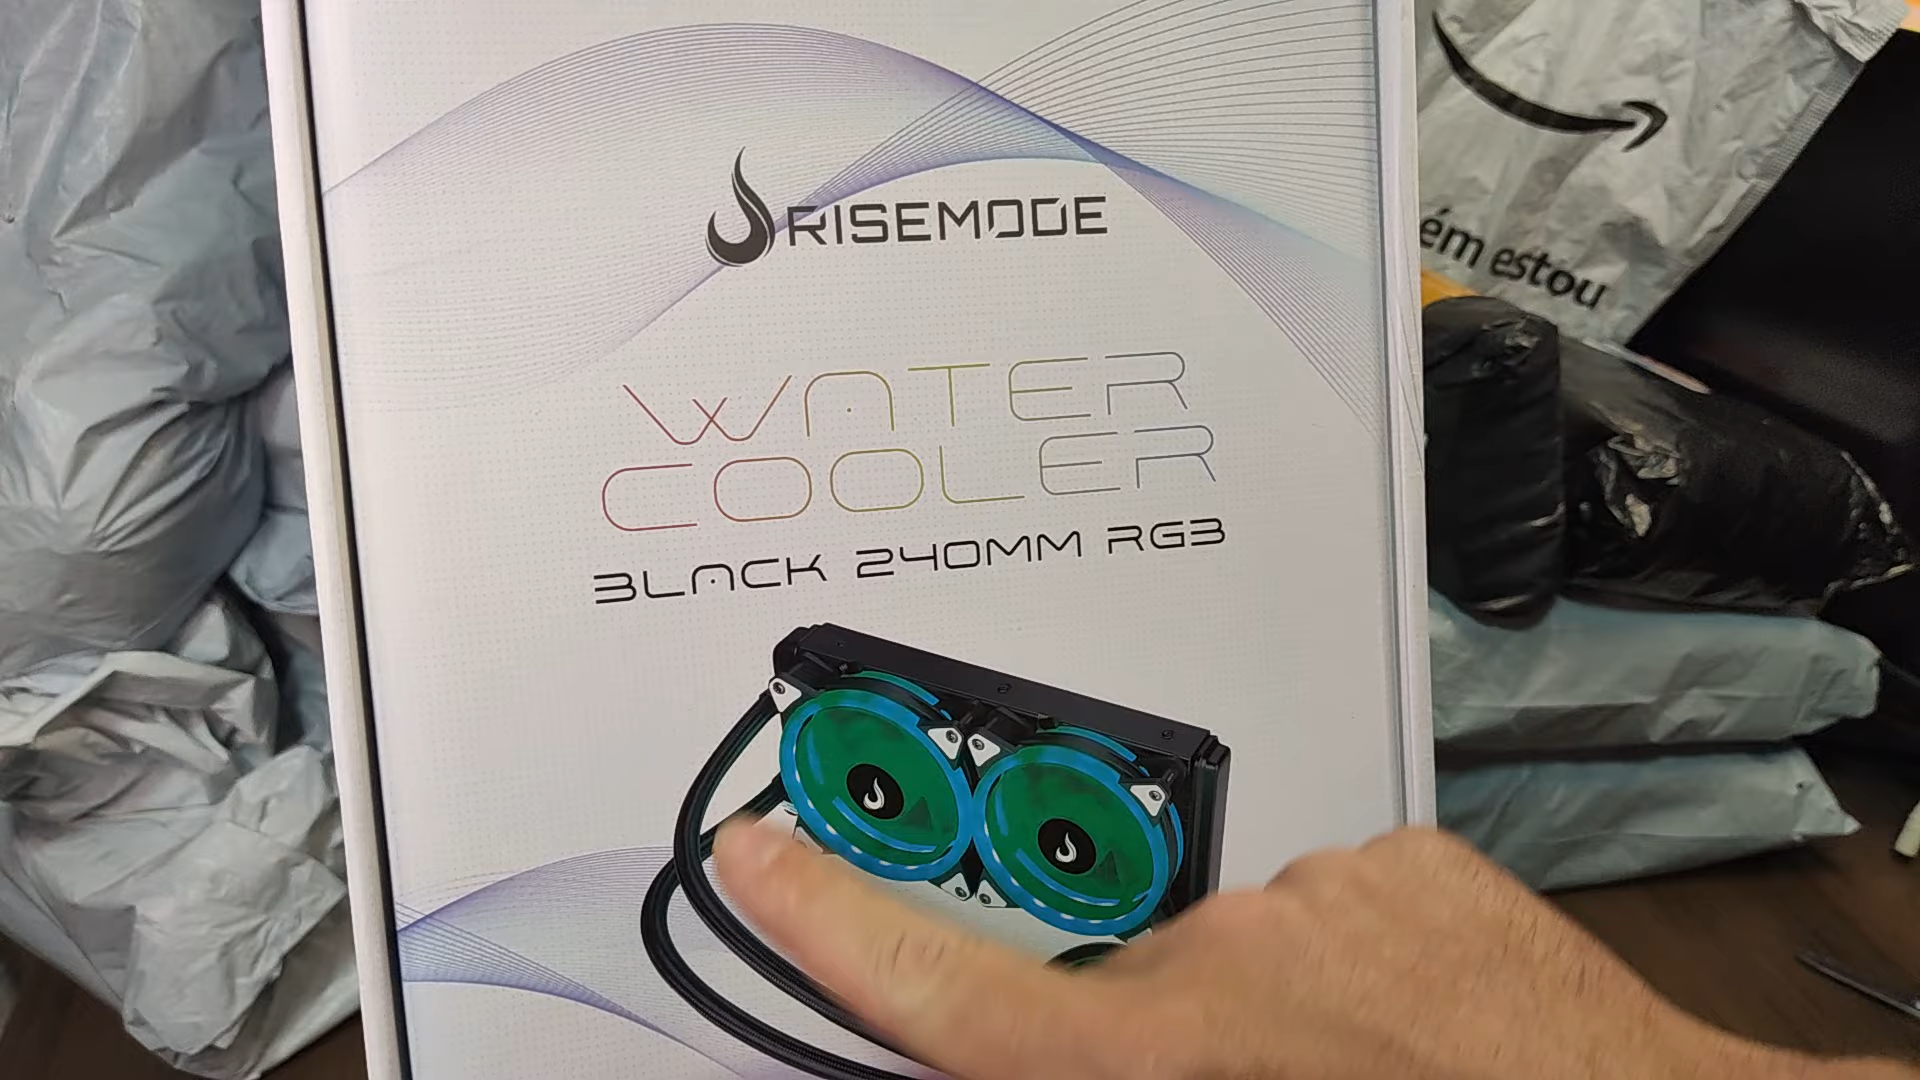 RISEMODE
WATER
COOLER
BLACK 240MM RGB
ém estou